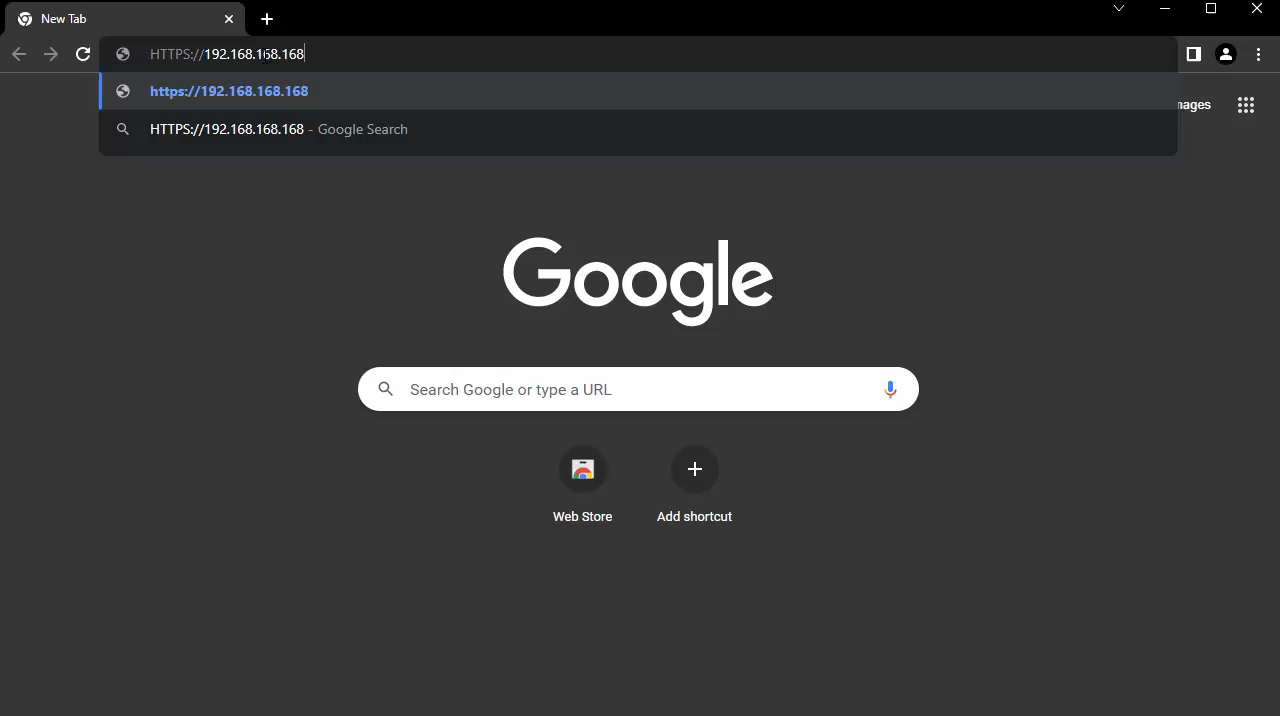 New Tab
HTTPS://192.168.168.168
https://192.168.168.168
HTTPS://192.168.168.168 - Google Search
mages
Google
Search Google or type a URL
Web Store
Add shortcut